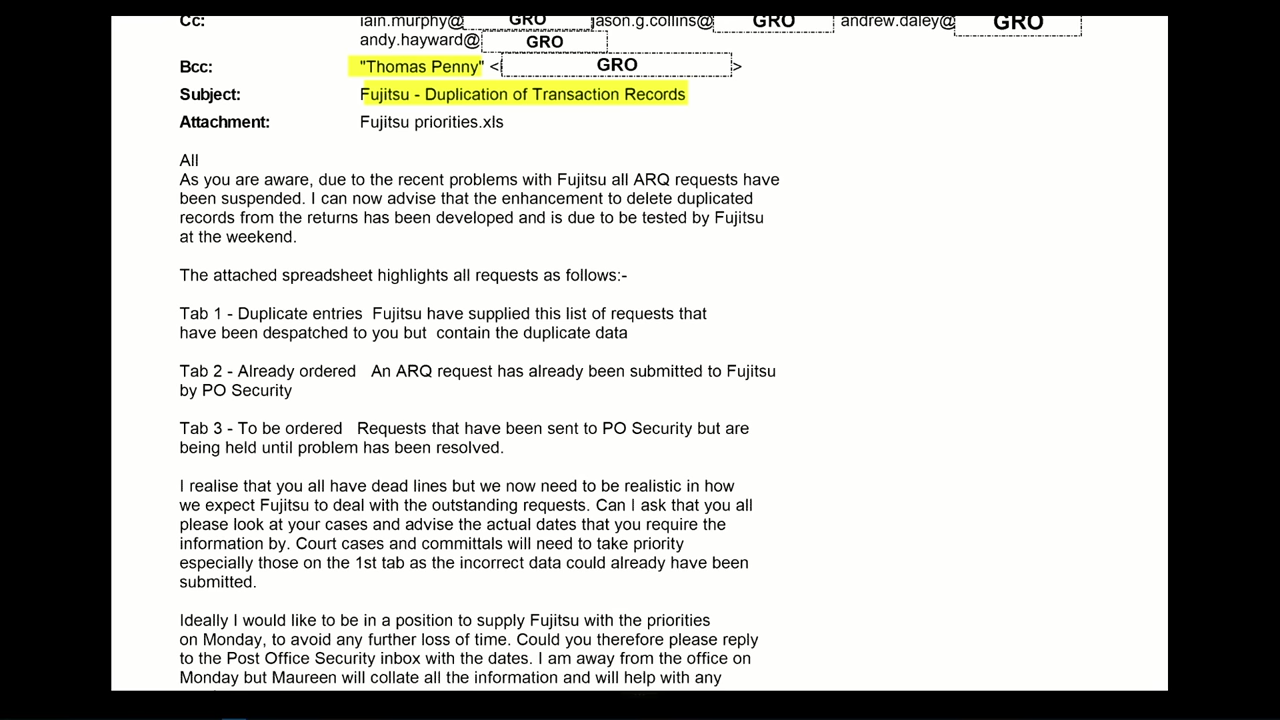 Cc: iain.murphy@ GRO jason.g.collins@ GRO andrew.daley@ GRO
andy.hayward@ GRO
Bcc: "Thomas Penny" < GRO >
Subject: Fujitsu - Duplication of Transaction Records
Attachment: Fujitsu priorities.xls
All
As you are aware, due to the recent problems with Fujitsu all ARQ requests have
been suspended. I can now advise that the enhancement to delete duplicated
records from the returns has been developed and is due to be tested by Fujitsu
at the weekend.
The attached spreadsheet highlights all requests as follows:-
Tab 1 - Duplicate entries Fujitsu have supplied this list of requests that
have been despatched to you but contain the duplicate data
Tab 2 - Already ordered An ARQ request has already been submitted to Fujitsu
by PO Security
Tab 3 - To be ordered Requests that have been sent to PO Security but are
being held until problem has been resolved.
I realise that you all have dead lines but we now need to be realistic in how
we expect Fujitsu to deal with the outstanding requests. Can I ask that you all
please look at your cases and advise the actual dates that you require the
information by. Court cases and committals will need to take priority
especially those on the 1st tab as the incorrect data could already have been
submitted.
Ideally I would like to be in a position to supply Fujitsu with the priorities
on Monday, to avoid any further loss of time. Could you therefore please reply
to the Post Office Security inbox with the dates. I am away from the office on
Monday but Maureen will collate all the information and will help with any